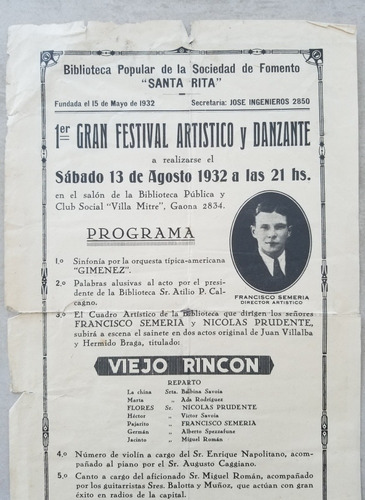 Biblioteca Popular de la Sociedad de Fomento
"SANTA RITA"
Fundada el 15 de Mayo de 1932 Secretaria: JOSE INGENIEROS 2850
1er GRAN FESTIVAL ARTISTICO y DANZANTE
a realizarse el
Sábado 13 de Agosto 1932 a las 21 hs.
en el salón de la Biblioteca Pública y
Club Social "Villa Mitre", Gaona 2834.
PROGRAMA
FRANCISCO SEMERIA
DIRECTOR ARTISTICO
1.º Sinfonía por la orquesta típica-americana
"GIMENEZ".
2.º Palabras alusivas al acto por el presi-
dente de la Biblioteca Sr. Atilio P. Cal-
cagno.
3.º El Cuadro Artístico de la Biblioteca que dirigen los señores
FRANCISCO SEMERIA y NICOLAS PRUDENTE,
subirá a escena el sainete en dos actos original de Juan Villalba
y Hermido Braga, titulado:
VIEJO RINCON
REPARTO
La china Srta. Balbina Savoia
Marta „ Ada Rodríguez
FLORES Sr. NICOLAS PRUDENTE
Héctor „ Victor Savoia
Pajarito „ FRANCISCO SEMERIA
Germán „ Alberto Spezzafune
Jacinto „ Miguel Román
4.º Número de violín a cargo del Sr. Enrique Napolitano, acom-
pañado al piano por el Sr. Augusto Caggiano.
5.º Canto a cargo del aficionado Sr. Miguel Román, acompañado
por los guitarristas Sres. Balotta y Muñoz, que actúan con gran
éxito en radios de la capital.